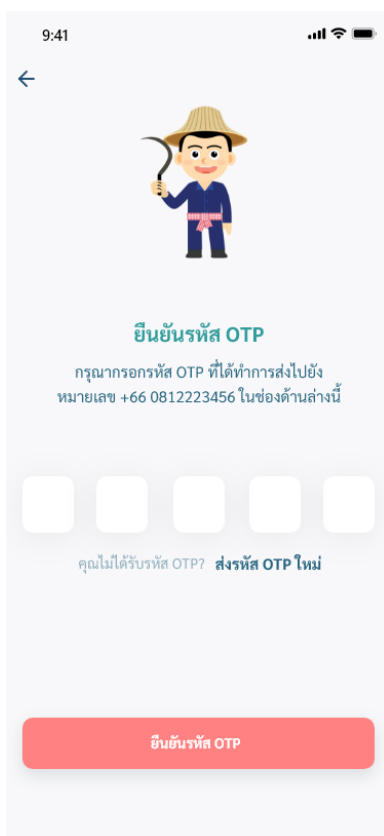 9:41
ยืนยันรหัส OTP
กรุณากรอกรหัส OTP ที่ได้ทำการส่งไปยัง
หมายเลข +66 0812223456 ในช่องด้านล่างนี้
คุณไม่ได้รับรหัส OTP? ส่งรหัส OTP ใหม่
ยืนยันรหัส OTP